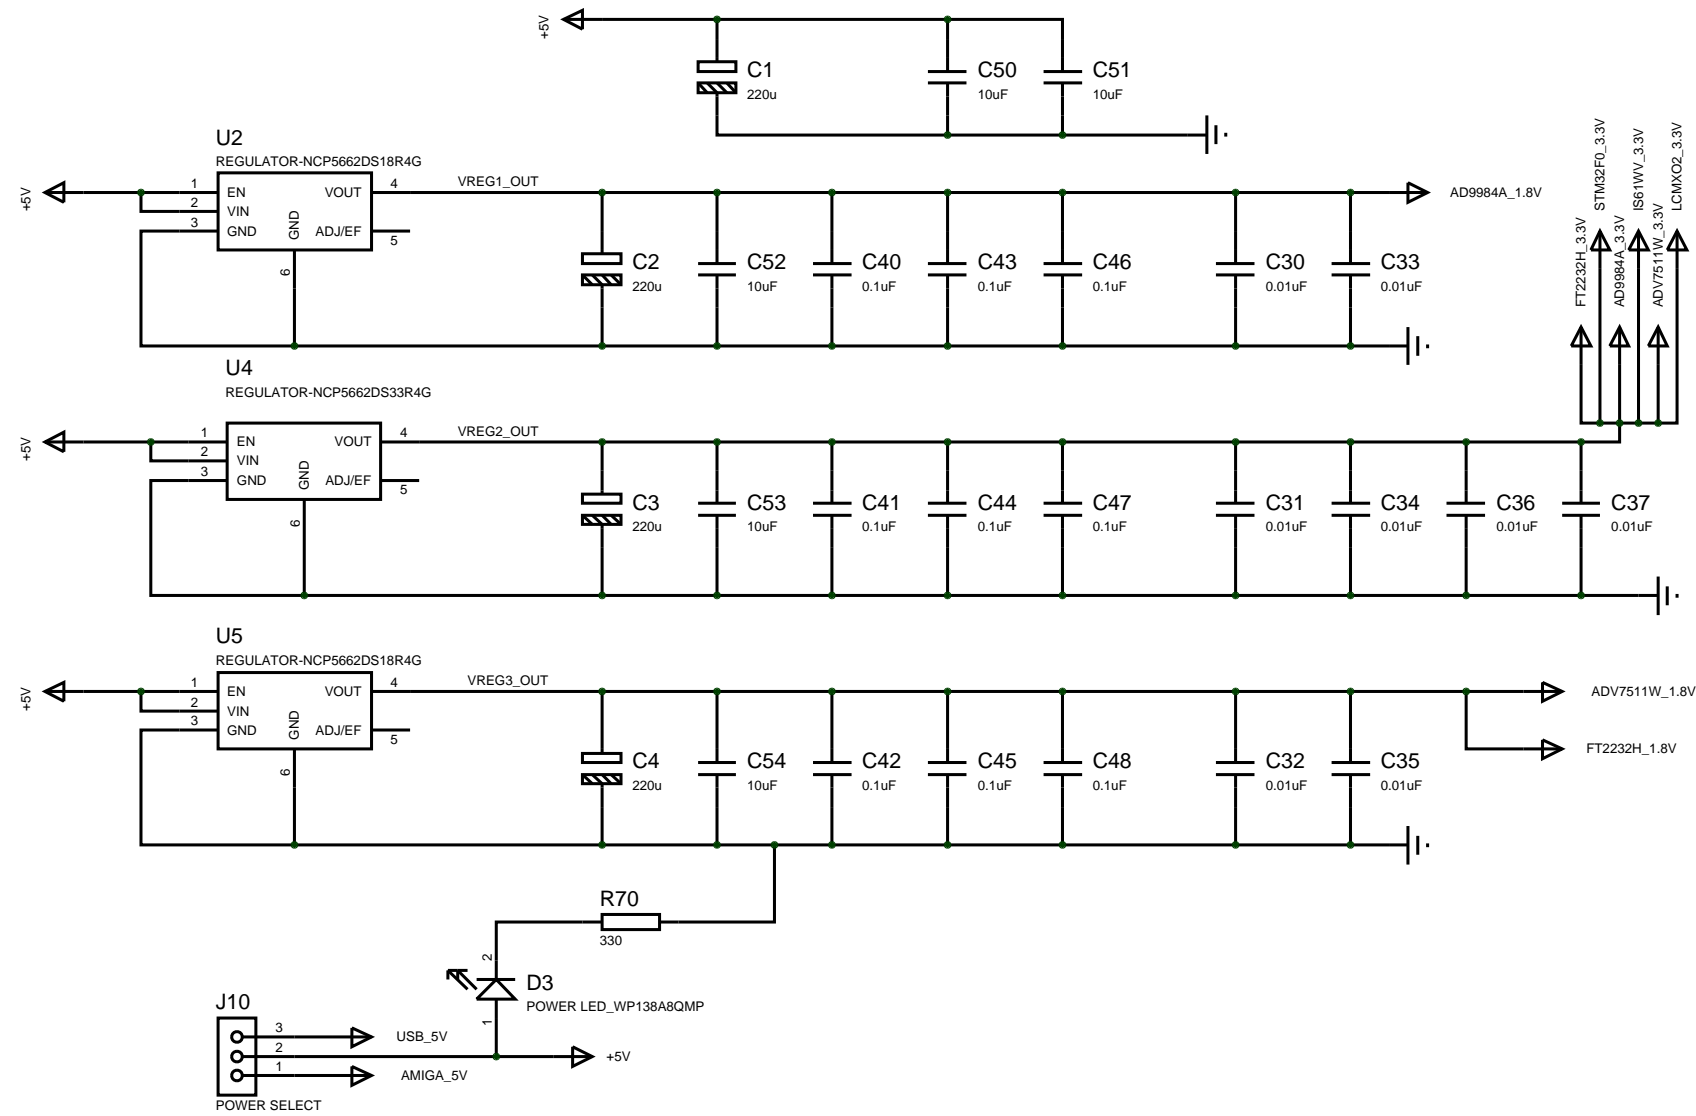 +5V
C1
220u
C50
10uF
C51
10uF
U2
REGULATOR-NCP5662DS18R4G
+5V
1
2
3
EN
VIN
GND
GND
VOUT
ADJ/EF
4
5
6
VREG1_OUT
AD9984A_1.8V
C2
220u
C52
10uF
C40
0.1uF
C43
0.1uF
C46
0.1uF
C30
0.01uF
C33
0.01uF
FT2232H_3.3V
STM32F0_3.3V
AD9984A_3.3V
IS61WV_3.3V
ADV7511W_3.3V
LCMXO2_3.3V
U4
REGULATOR-NCP5662DS33R4G
+5V
1
2
3
EN
VIN
GND
GND
VOUT
ADJ/EF
4
5
6
VREG2_OUT
C3
220u
C53
10uF
C41
0.1uF
C44
0.1uF
C47
0.1uF
C31
0.01uF
C34
0.01uF
C36
0.01uF
C37
0.01uF
U5
REGULATOR-NCP5662DS18R4G
+5V
1
2
3
EN
VIN
GND
GND
VOUT
ADJ/EF
4
5
6
VREG3_OUT
ADV7511W_1.8V
FT2232H_1.8V
C4
220u
C54
10uF
C42
0.1uF
C45
0.1uF
C48
0.1uF
C32
0.01uF
C35
0.01uF
R70
330
2
D3
POWER LED_WP138A8QMP
1
J10
3
USB_5V
2
+5V
1
AMIGA_5V
POWER SELECT